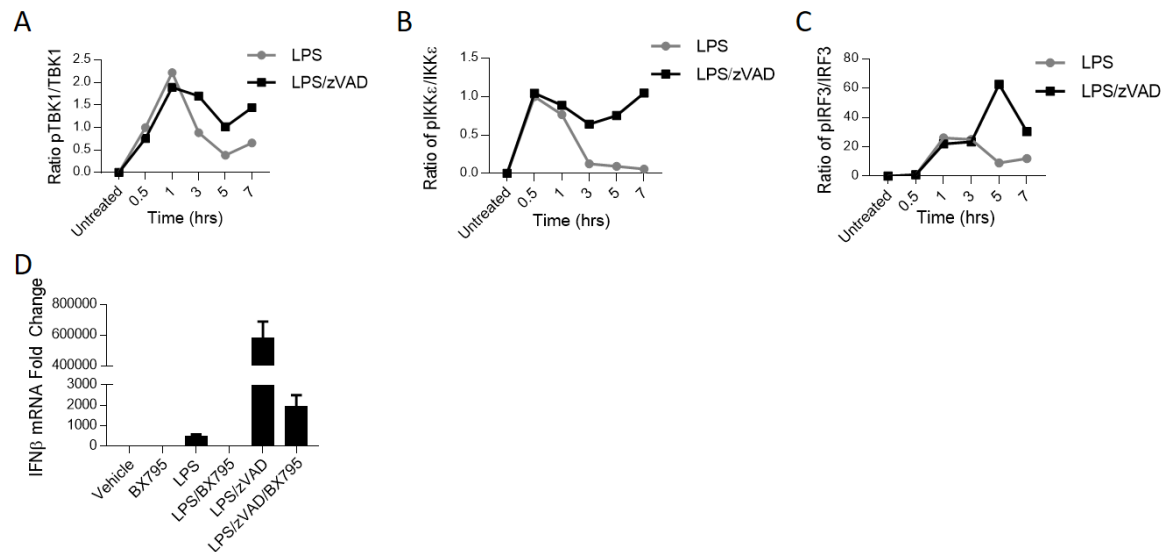 A
Ratio pTBK1/TBK1
2.5
2.0
1.5
1.0
0.5
0.0
Untreated
0.5
1
3
5
7
Time (hrs)
LPS
LPS/zVAD
B
Ratio of pIKKε/IKKε
1.5
1.0
0.5
0.0
Untreated
0.5
1
3
5
7
Time (hrs)
LPS
LPS/zVAD
C
Ratio of pIRF3/IRF3
80
60
40
20
0
Untreated
0.5
1
3
5
7
Time (hrs)
LPS
LPS/zVAD
D
IFNβ mRNA Fold Change
800000
600000
400000
3000
2000
1000
0
Vehicle
BX795
LPS
LPS/BX795
LPS/zVAD
LPS/zVAD/BX795